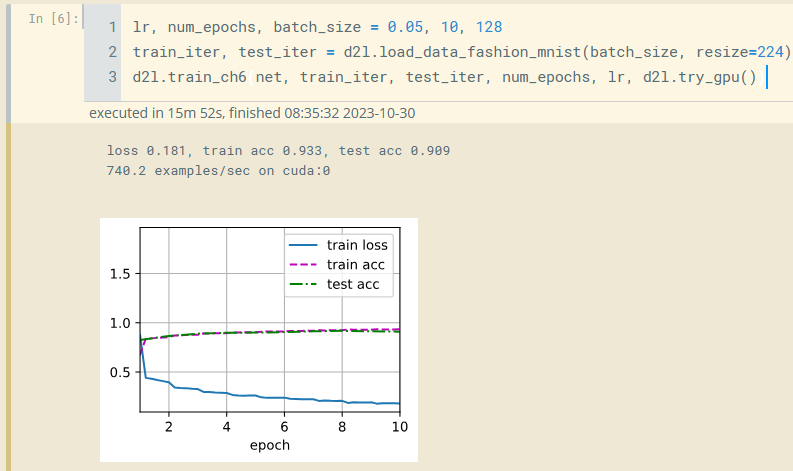 In [6]:
1 lr, num_epochs, batch_size = 0.05, 10, 128
2 train_iter, test_iter = d2l.load_data_fashion_mnist(batch_size, resize=224)
3 d2l.train_ch6 net, train_iter, test_iter, num_epochs, lr, d2l.try_gpu()
executed in 15m 52s, finished 08:35:32 2023-10-30
loss 0.181, train acc 0.933, test acc 0.909
740.2 examples/sec on cuda:0
train loss
train acc
test acc
1.5
1.0
0.5
2 4 6 8 10
epoch